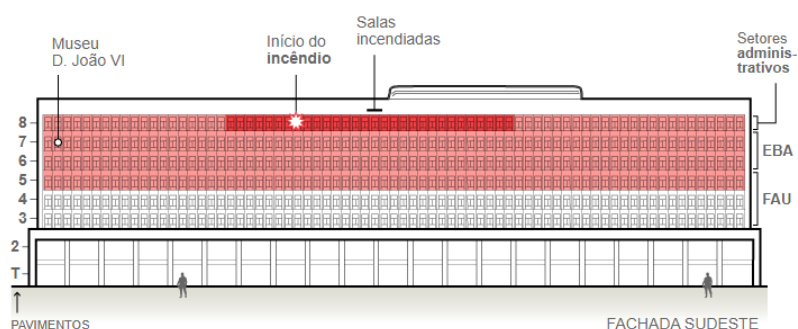 Salas
incendiadas
Museu
D. João VI
Início do
incêndio
Setores
adminis-
trativos
8
7
6
5
4
3
2
T
EBA
FAU
PAVIMENTOS
FACHADA SUDESTE